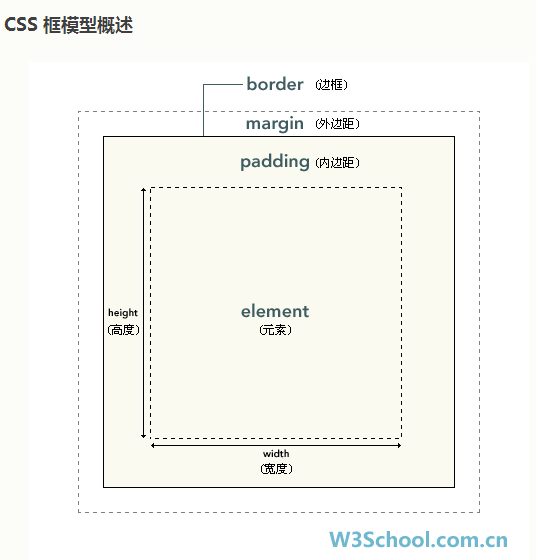 CSS 框模型概述
border (边框)
margin (外边距)
padding (内边距)
element
(元素)
height
(高度)
width
(宽度)
W3School.com.cn